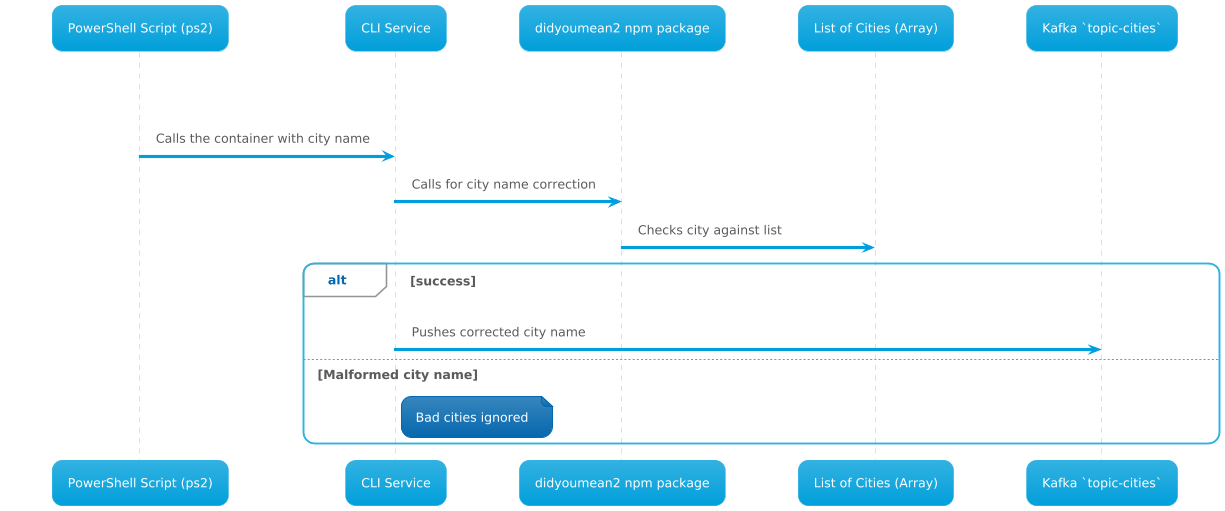 PowerShell Script (ps2)
CLI Service
didyoumean2 npm package
List of Cities (Array)
Kafka `topic-cities`
Calls the container with city name
Calls for city name correction
Checks city against list
alt
[success]
Pushes corrected city name
[Malformed city name]
Bad cities ignored
PowerShell Script (ps2)
CLI Service
didyoumean2 npm package
List of Cities (Array)
Kafka `topic-cities`